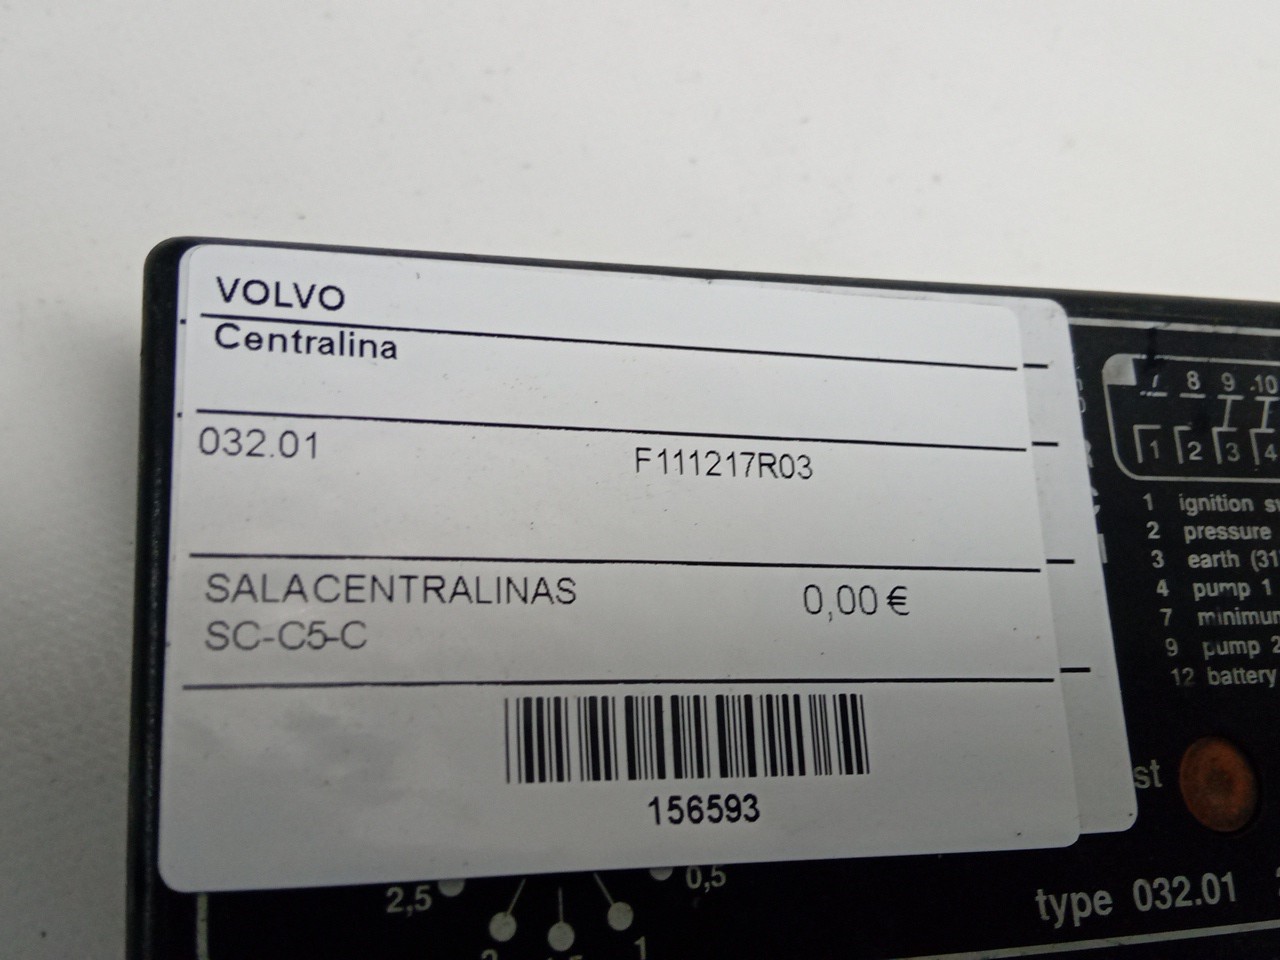 VOLVO
Centralina
032.01 F111217R03
SALACENTRALINAS 0,00 €
SC-C5-C
156593
7 8 9 10
1 2 3 4
1 ignition
2 pressure
3 earth (31
4 pump 1
7
9 pump 2
12 battery
2,5 0,5
1
type 032.01